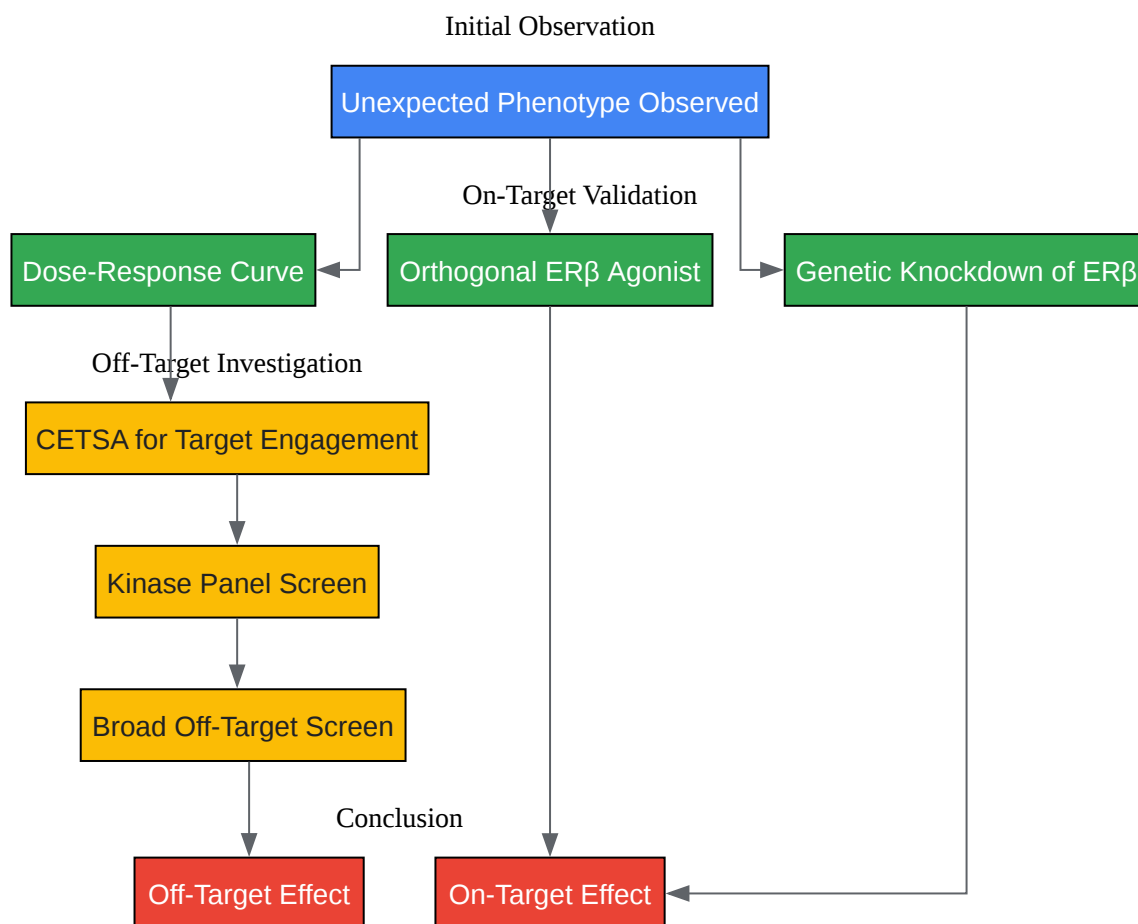 Initial Observation
Unexpected Phenotype Observed
On-Target Validation
Dose-Response Curve
Orthogonal ERβ Agonist
Genetic Knockdown of ERβ
Off-Target Investigation
CETSA for Target Engagement
Kinase Panel Screen
Broad Off-Target Screen
Conclusion
Off-Target Effect
On-Target Effect